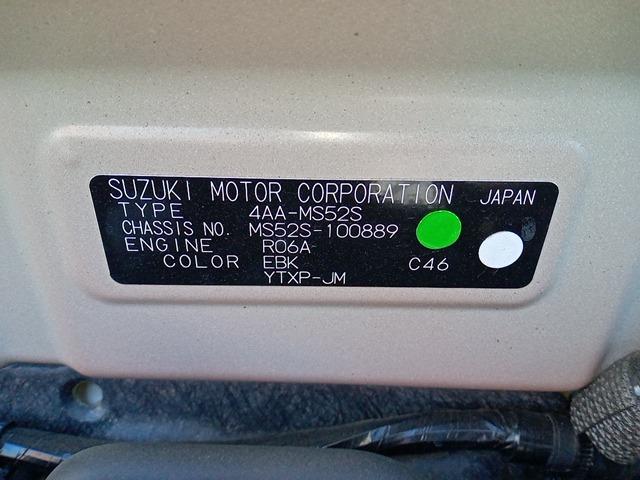 SUZUKI MOTOR CORPORATION JAPAN
TYPE 4AA-MS52S
CHASSIS NO. MS52S-100889
ENGINE R06A
COLOR EBK C46
YTXP-JM